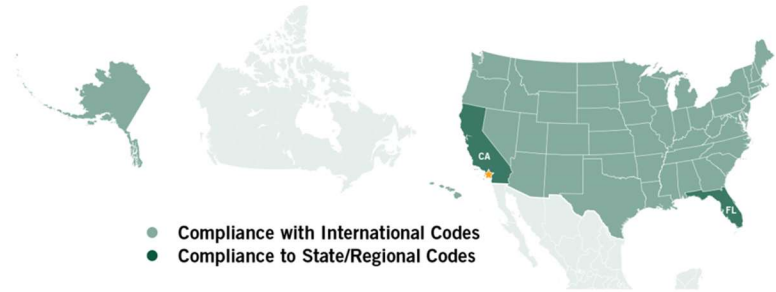 CA
FL
Compliance with International Codes
Compliance to State/Regional Codes